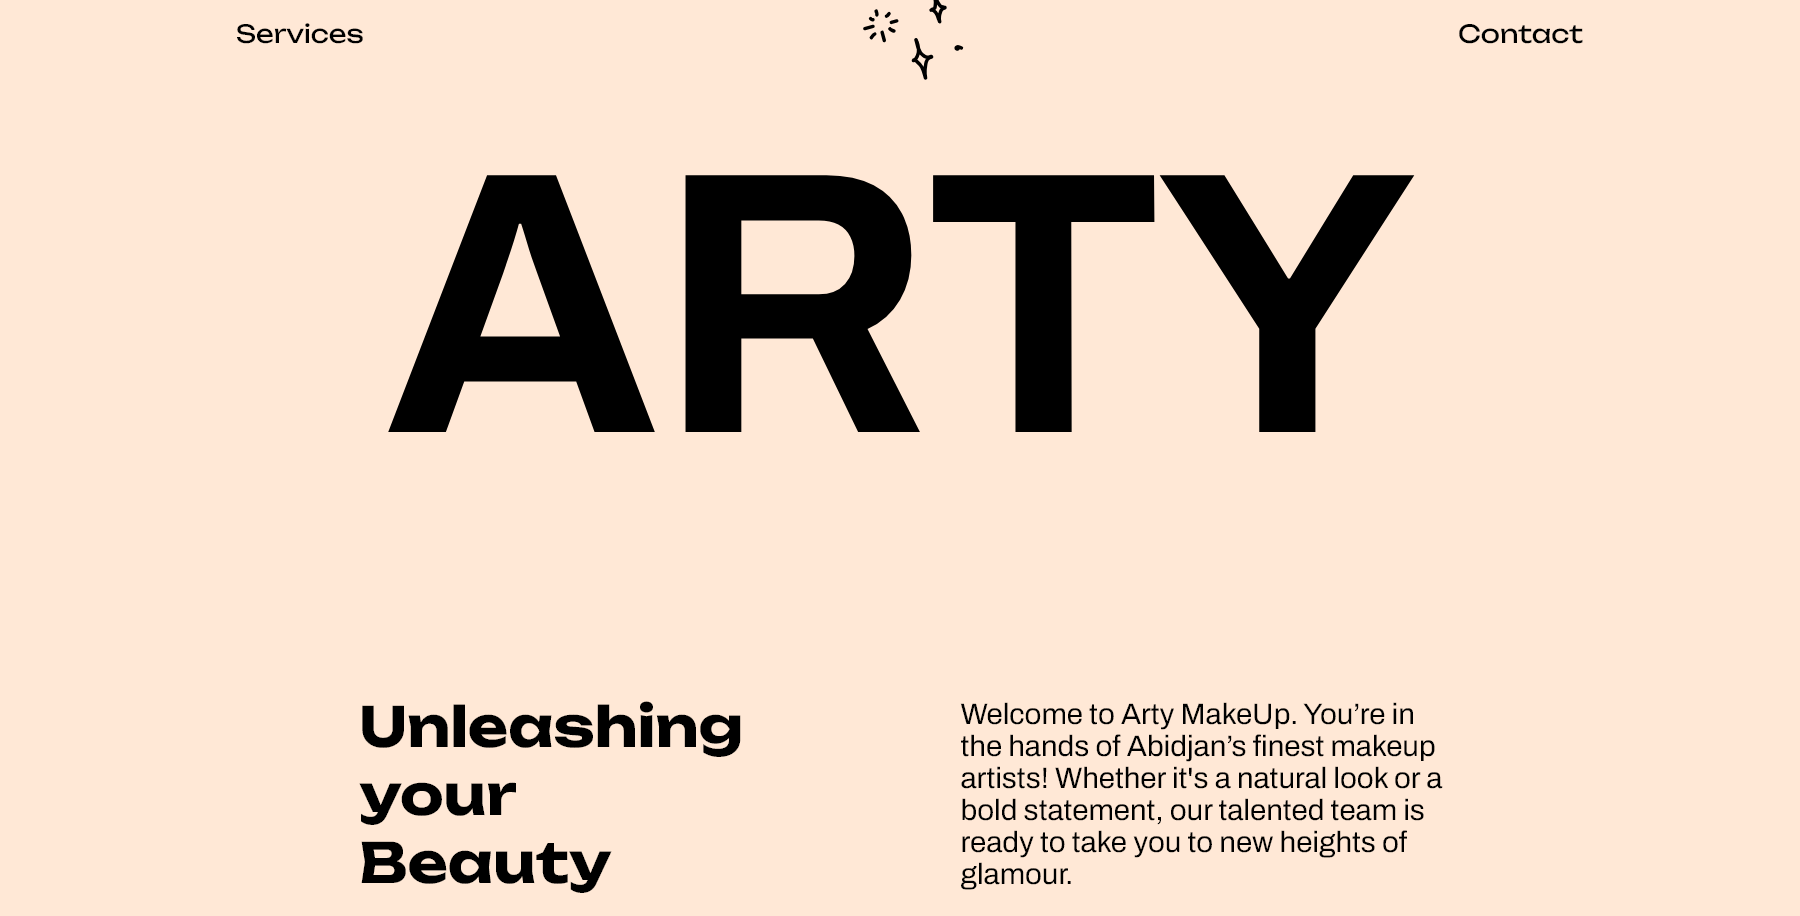 Services
Contact
ARTY
Unleashing
your
Beauty
Welcome to Arty MakeUp. You’re in
the hands of Abidjan’s finest makeup
artists! Whether it's a natural look or a
bold statement, our talented team is
ready to take you to new heights of
glamour.